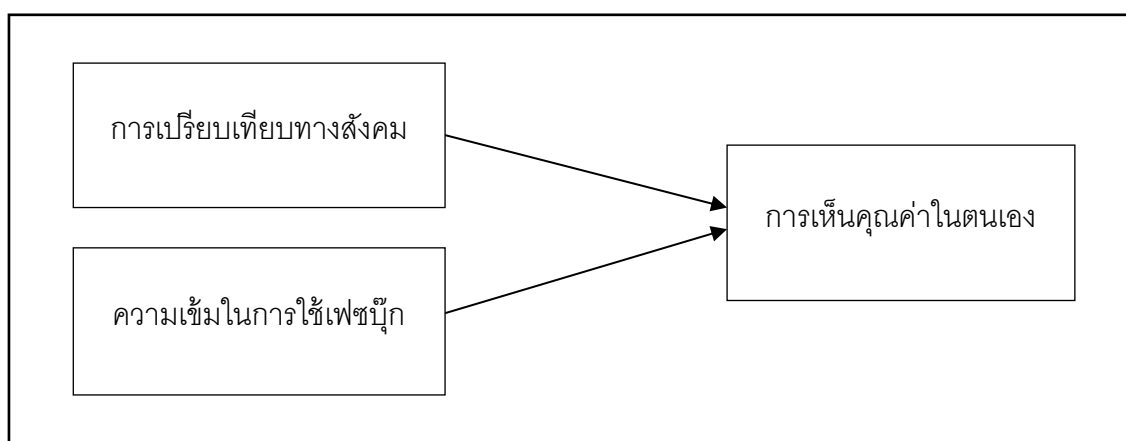 การเปรียบเทียบทางสังคม
การเห็นคุณค่าในตนเอง
ความเข้มในการใช้เฟซบุ๊ก